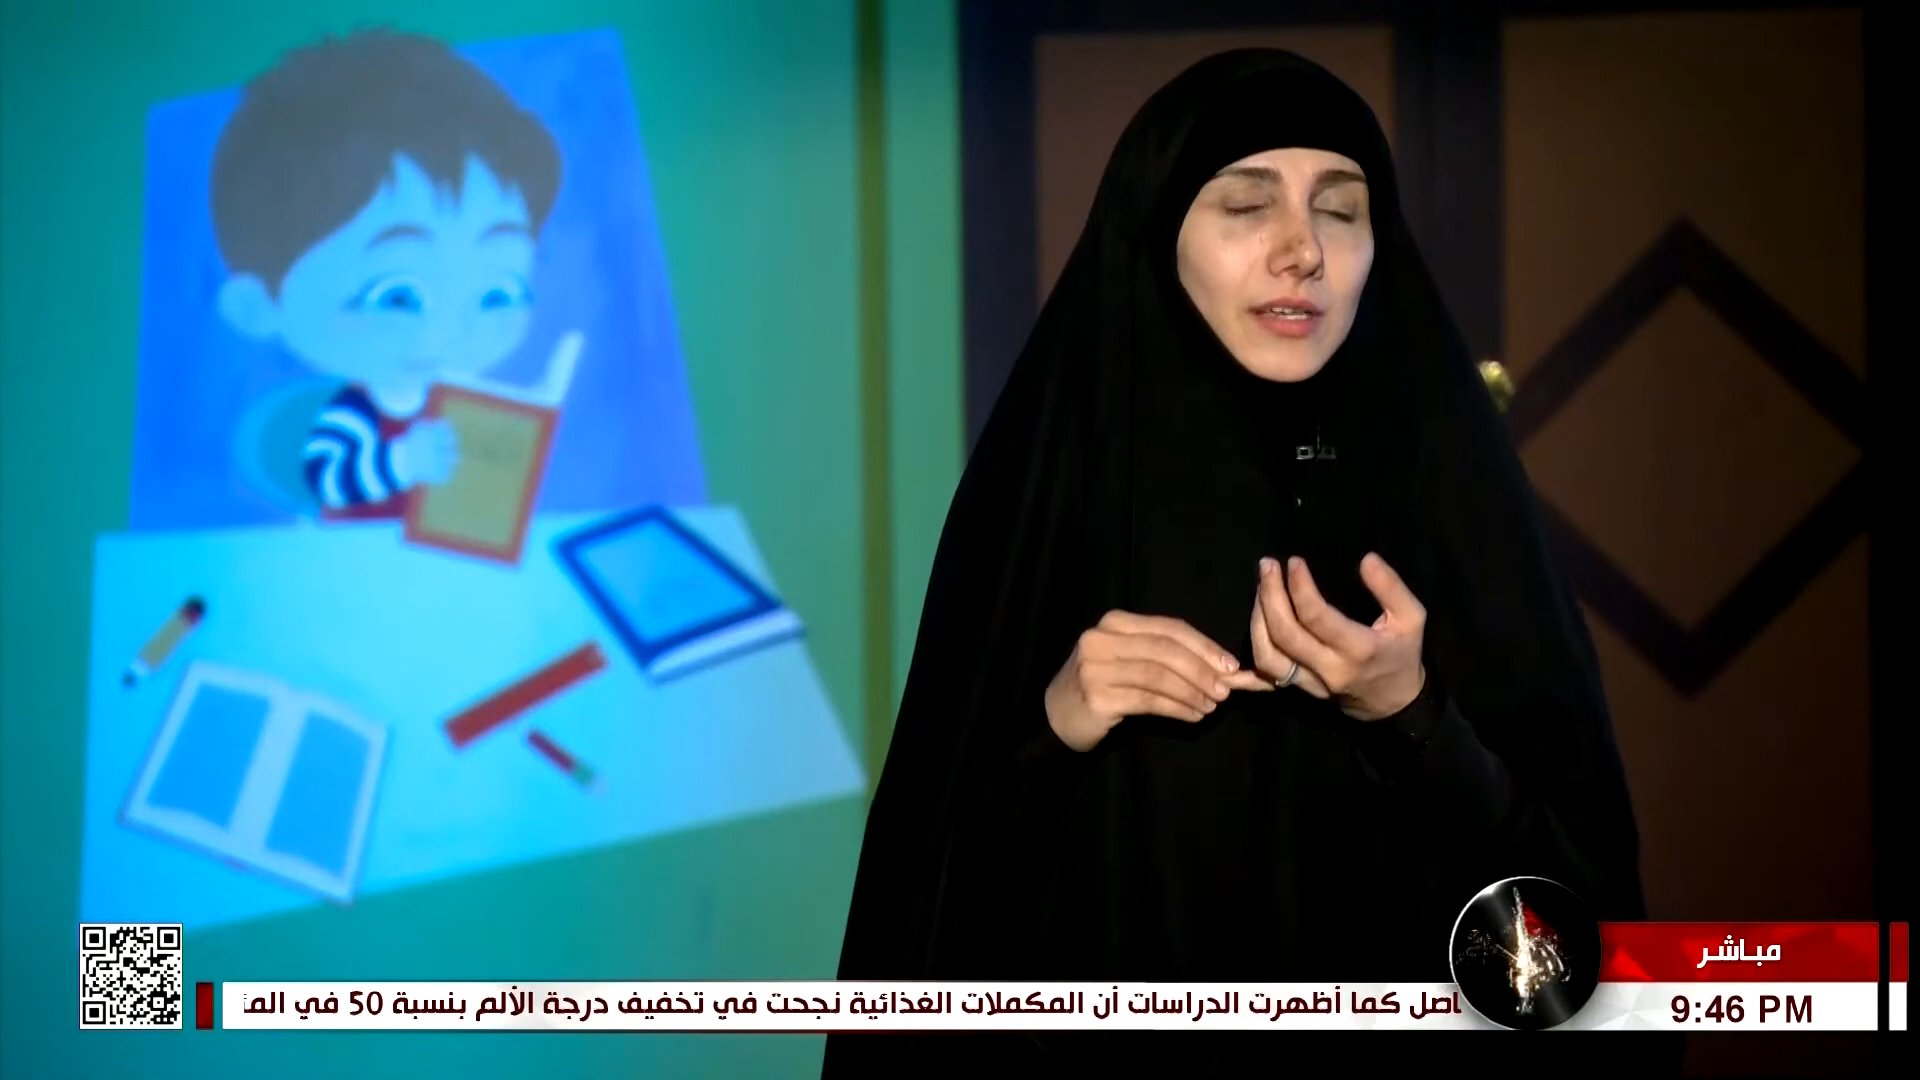 مباشر
9:46 PM
كما أظهرت الدراسات أن المكملات الغذائية نجحت في تخفيف درجة الألم بنسبة 50 في